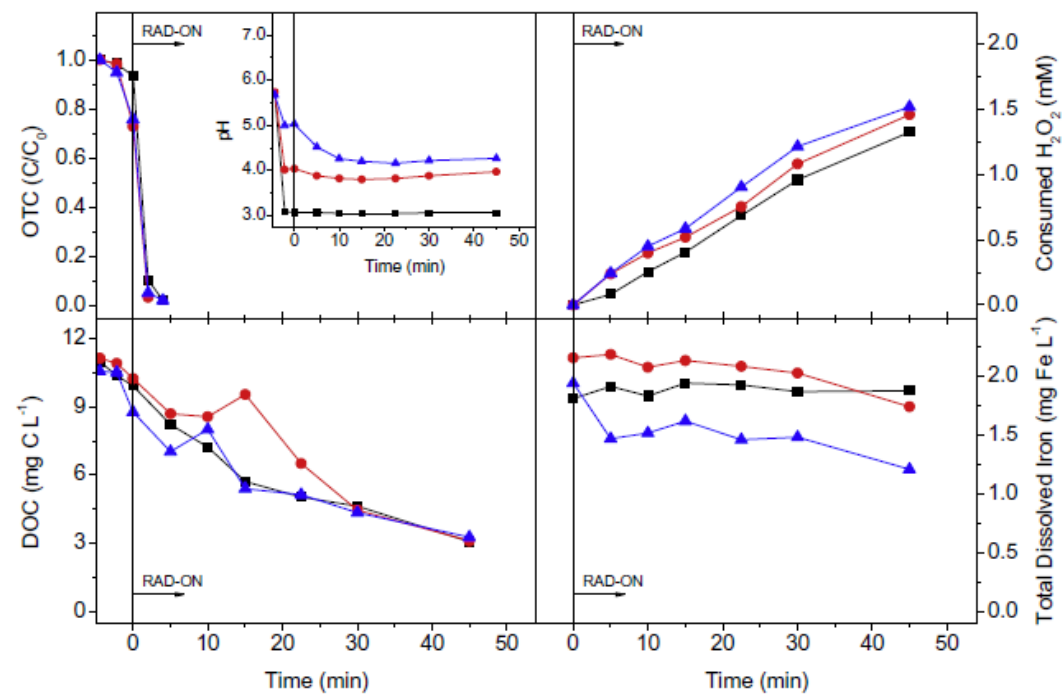 RAD-ON
OTC (C/C0)
1.0
0.8
0.6
0.4
0.2
0.0
pH
7.0
6.0
5.0
4.0
3.0
0 10 20 30 40 50
Time (min)
RAD-ON
2.0
1.5
1.0
0.5
0.0
Consumed H2O2 (mM)
DOC (mg C L-1)
12
9
6
3
0
RAD-ON
0 10 20 30 40 50
Time (min)
RAD-ON
2.0
1.5
1.0
0.5
0.0
Total Dissolved Iron (mg Fe L-1)
0 10 20 30 40 50
Time (min)